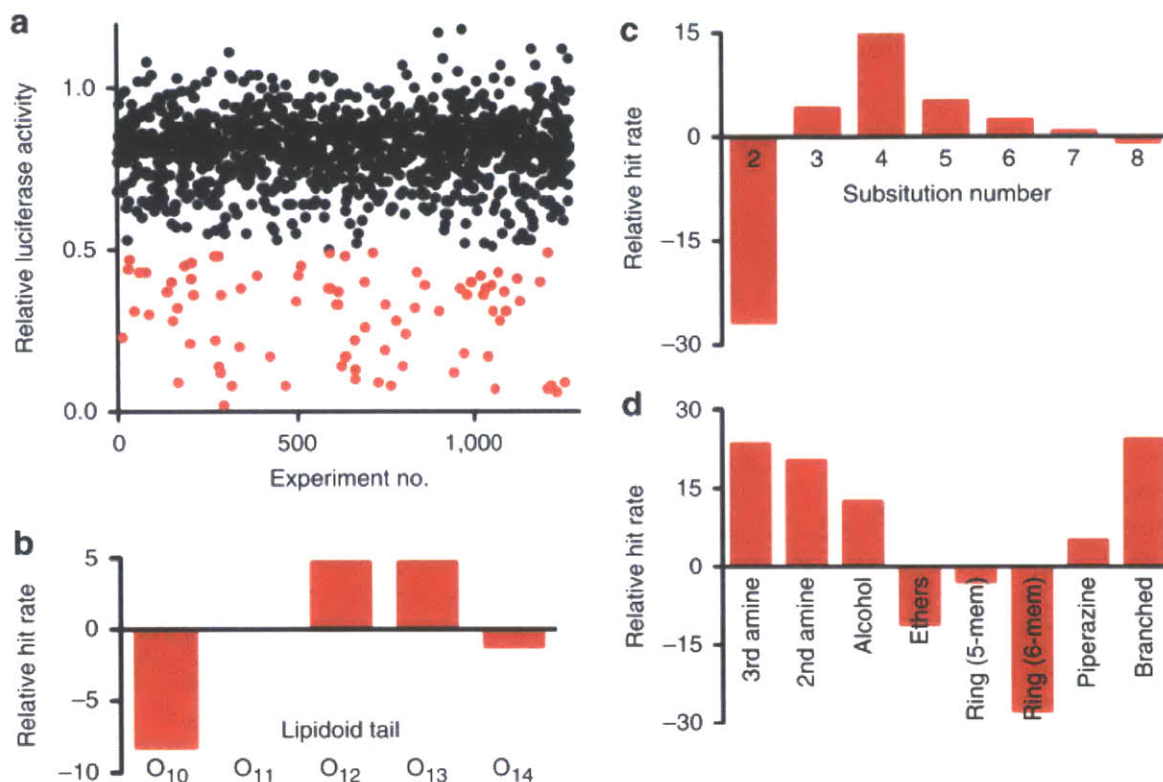 a
Relative luciferase activity
1.0
0.5
0.0
0 500 1,000
Experiment no.
b
Relative hit rate
5
0
−5
−10
Lipidoid tail
O10 O11 O12 O13 O14
c
Relative hit rate
15
0
−15
−30
2 3 4 5 6 7 8
Subsitution number
d
Relative hit rate
30
15
0
−15
−30
3rd amine
2nd amine
Alcohol
Ethers
Ring (5-mem)
Ring (6-mem)
Piperazine
Branched